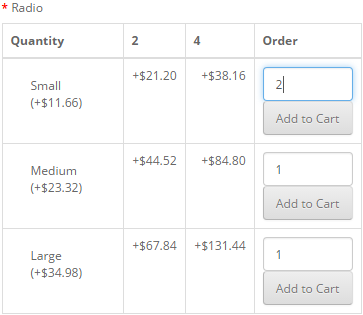 * Radio
Quantity 2 4 Order
Small
(+$11.66) +$21.20 +$38.16 2
Add to Cart
Medium
(+$23.32) +$44.52 +$84.80 1
Add to Cart
Large
(+$34.98) +$67.84 +$131.44 1
Add to Cart